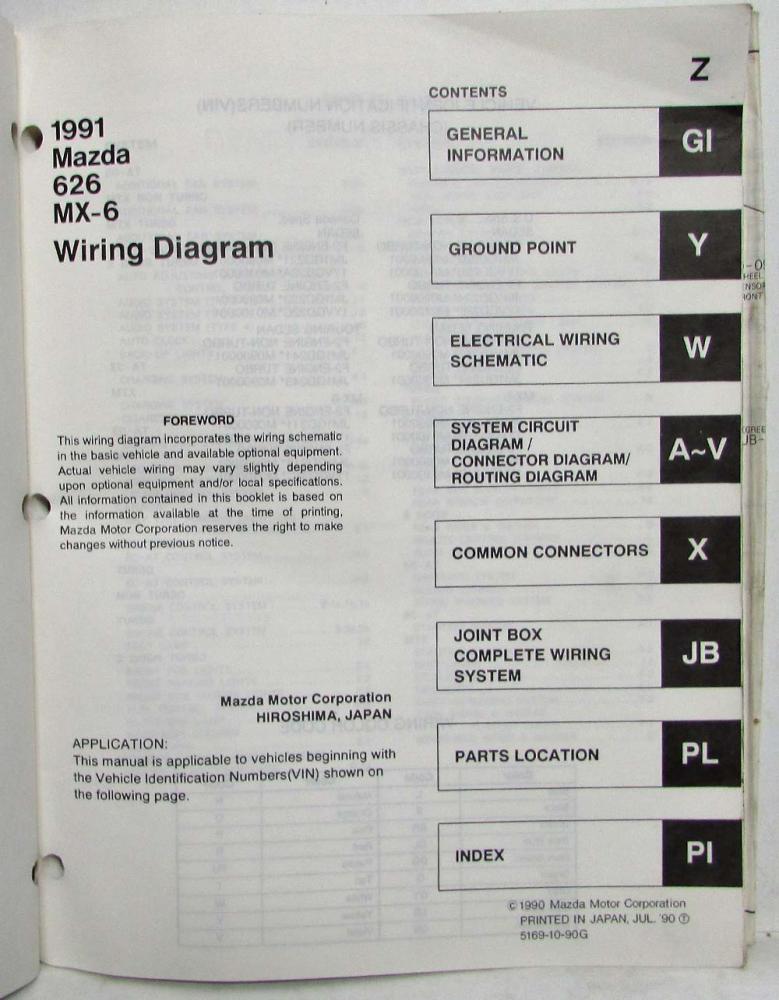 1991
Mazda
626
MX-6
Wiring Diagram
FOREWORD
This wiring diagram incorporates the wiring schematic
in the basic vehicle and available optional equipment.
Actual vehicle wiring may vary slightly depending
upon optional equipment and/or local specifications.
All information contained in this booklet is based on
the information available at the time of printing,
Mazda Motor Corporation reserves the right to make
changes without previous notice.
Mazda Motor Corporation
HIROSHIMA, JAPAN
APPLICATION:
This manual is applicable to vehicles beginning with
the Vehicle Identification Numbers(VIN) shown on
the following page.
Z
CONTENTS
GENERAL
INFORMATION
GI
GROUND POINT
Y
ELECTRICAL WIRING
SCHEMATIC
W
SYSTEM CIRCUIT
DIAGRAM /
CONNECTOR DIAGRAM/
ROUTING DIAGRAM
A~V
COMMON CONNECTORS
X
JOINT BOX
COMPLETE WIRING
SYSTEM
JB
PARTS LOCATION
PL
INDEX
PI
© 1990 Mazda Motor Corporation
PRINTED IN JAPAN, JUL. '90 Ⓣ
5169-10-90G